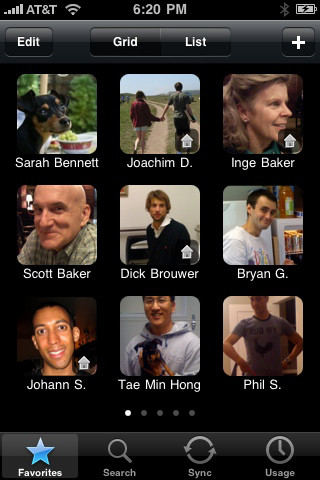 AT&T 6:20 PM
Edit Grid List +
Sarah Bennett Joachim D. Inge Baker
Scott Baker Dick Brouwer Bryan G.
Johann S. Tae Min Hong Phil S.
Favorites Search Sync Usage